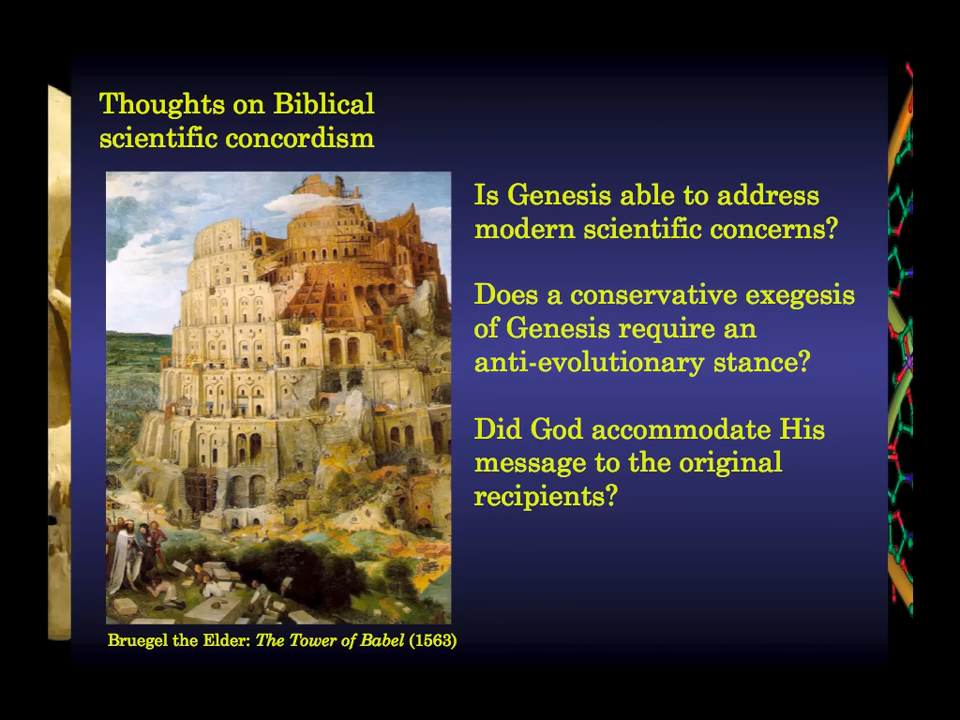 Thoughts on Biblical
scientific concordism
Is Genesis able to address
modern scientific concerns?
Does a conservative exegesis
of Genesis require an
anti-evolutionary stance?
Did God accommodate His
message to the original
recipients?
Bruegel the Elder: The Tower of Babel (1563)